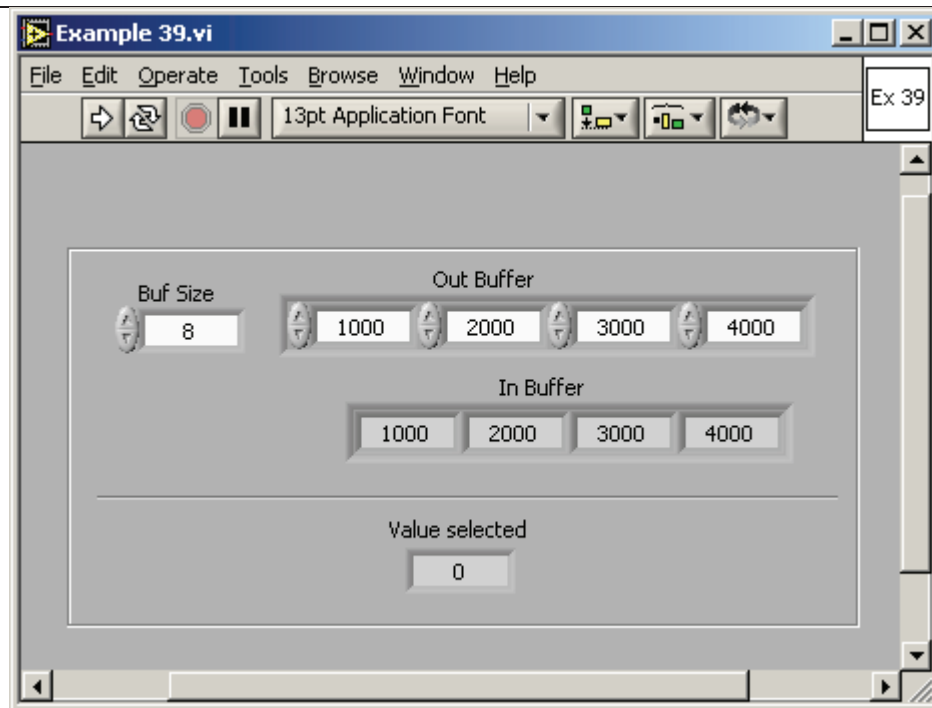 Example 39.vi
File Edit Operate Tools Browse Window Help
13pt Application Font
Ex 39
Out Buffer
Buf Size
8
1000 2000 3000 4000
In Buffer
1000 2000 3000 4000
Value selected
0